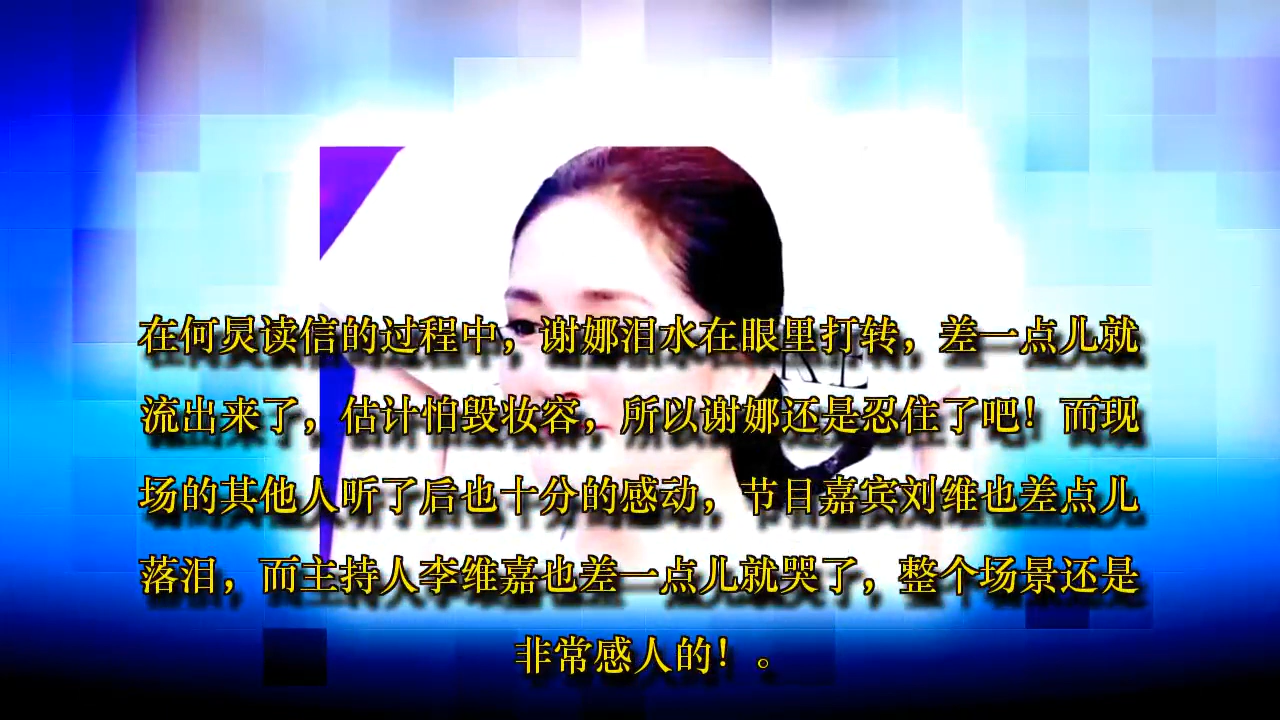 在何炅读信的过程中，谢娜泪水在眼里打转，差一点儿就
流出来了，估计怕毁妆容，所以谢娜还是忍住了吧！而现
场的其他人听了后也十分的感动，节目嘉宾刘维也差点儿
落泪，而主持人李维嘉也差一点儿就哭了，整个场景还是
非常感人的！。